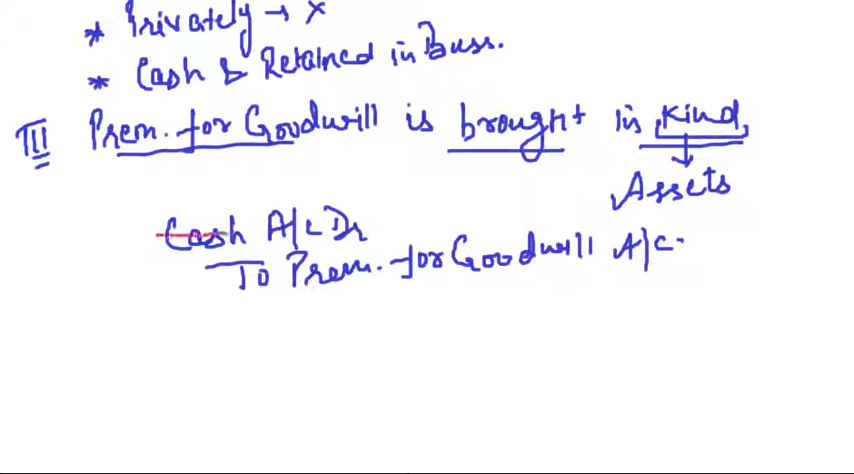 * Privately → ×
* Cash & Retained in Buss.
III Prem. for Goodwill is brought in Kind
↓
Assets
Cash A/c Dr
To Prem. for Goodwill A/c.